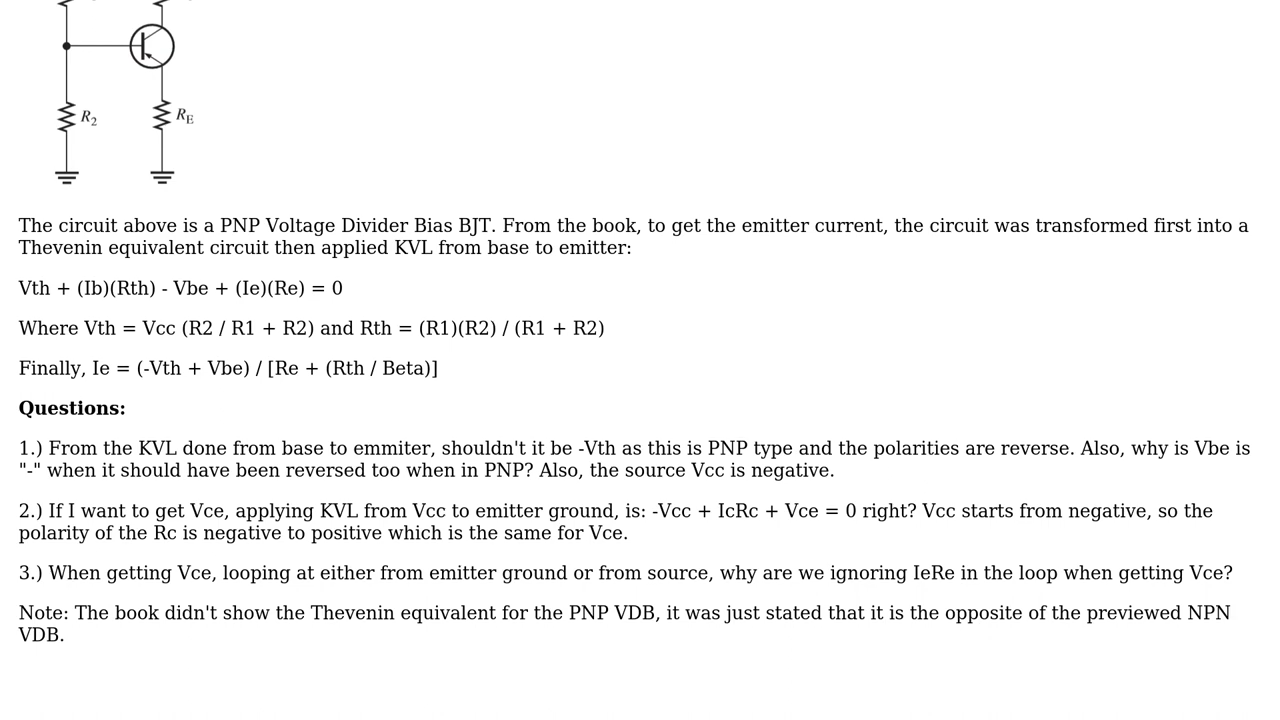 R2
RE
The circuit above is a PNP Voltage Divider Bias BJT. From the book, to get the emitter current, the circuit was transformed first into a
Thevenin equivalent circuit then applied KVL from base to emitter:
Vth + (Ib)(Rth) - Vbe + (Ie)(Re) = 0
Where Vth = Vcc (R2 / R1 + R2) and Rth = (R1)(R2) / (R1 + R2)
Finally, Ie = (-Vth + Vbe) / [Re + (Rth / Beta)]
Questions:
1.) From the KVL done from base to emmiter, shouldn't it be -Vth as this is PNP type and the polarities are reverse. Also, why is Vbe is
"-" when it should have been reversed too when in PNP? Also, the source Vcc is negative.
2.) If I want to get Vce, applying KVL from Vcc to emitter ground, is: -Vcc + IcRc + Vce = 0 right? Vcc starts from negative, so the
polarity of the Rc is negative to positive which is the same for Vce.
3.) When getting Vce, looping at either from emitter ground or from source, why are we ignoring IeRe in the loop when getting Vce?
Note: The book didn't show the Thevenin equivalent for the PNP VDB, it was just stated that it is the opposite of the previewed NPN
VDB.